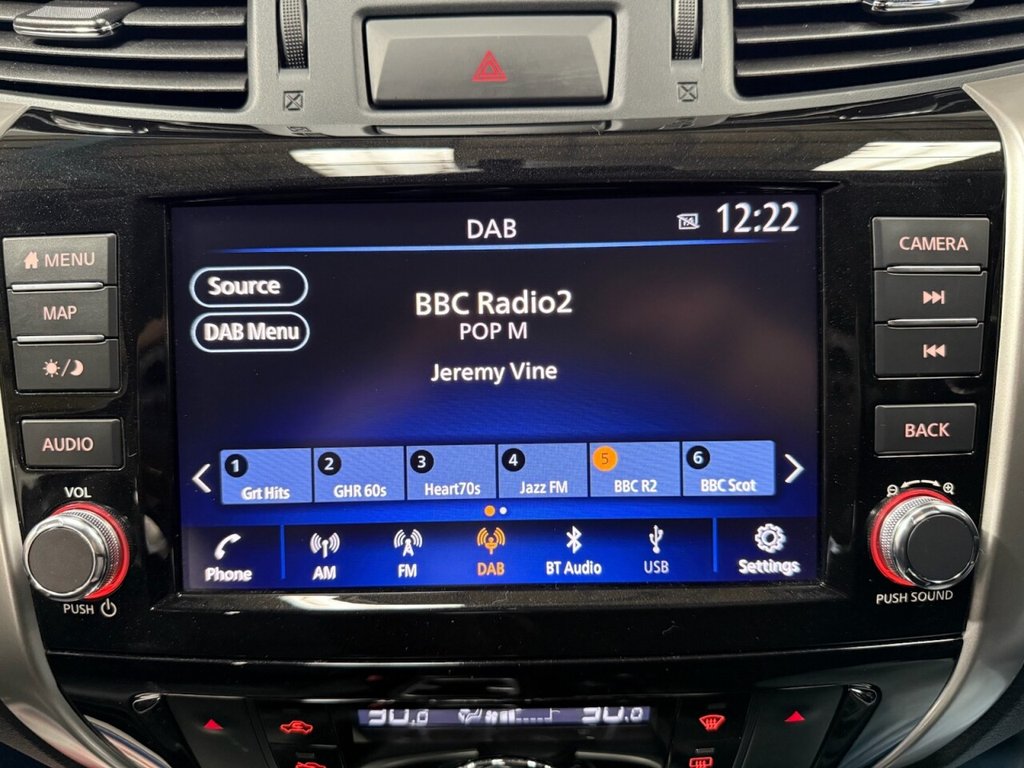 DAB
TA
12:22
MENU
MAP
AUDIO
VOL
PUSH
Source
DAB Menu
BBC Radio2
POP M
Jeremy Vine
1 Grt Hits
2 GHR 60s
3 Heart70s
4 Jazz FM
5 BBC R2
6 BBC Scot
Phone
AM
FM
DAB
BT Audio
USB
Settings
CAMERA
BACK
PUSH SOUND